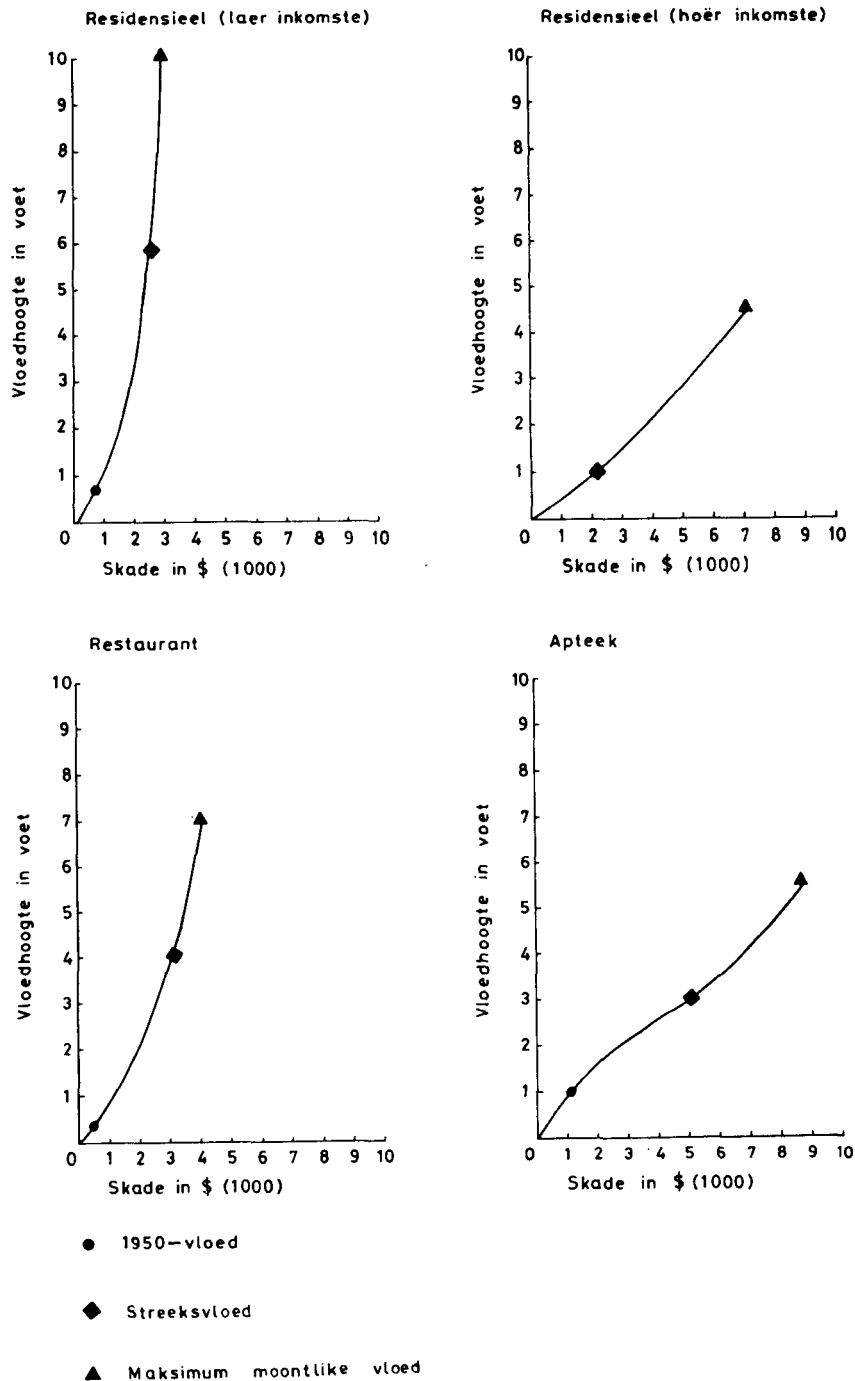 Residensieel (laer inkomste)
10
9
8
7
6
5
4
3
2
1
Vloedhoogte in voet
0 1 2 3 4 5 6 7 8 9 10
Skade in $ (1000)
Residensieel (hoër inkomste)
10
9
8
7
6
5
4
3
2
1
Vloedhoogte in voet
0 1 2 3 4 5 6 7 8 9 10
Skade in $ (1000)
Restaurant
10
9
8
7
6
5
4
3
2
1
Vloedhoogte in voet
0 1 2 3 4 5 6 7 8 9 10
Skade in $ (1000)
Apteek
10
9
8
7
6
5
4
3
2
1
Vloedhoogte in voet
0 1 2 3 4 5 6 7 8 9 10
Skade in $ (1000)
1950-vloed
Streeksvloed
Maksimum moontlike vloed